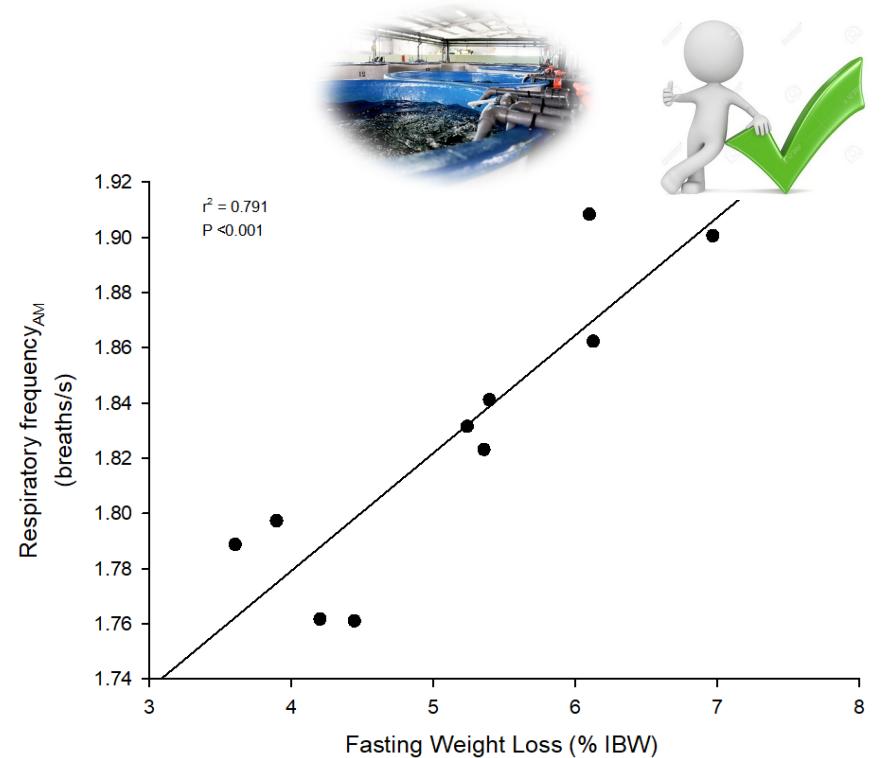 r² = 0.791
P <0.001
1.92
1.90
1.88
1.86
1.84
1.82
1.80
1.78
1.76
1.74
Respiratory frequencyAM
(breaths/s)
3 4 5 6 7 8
Fasting Weight Loss (% IBW)